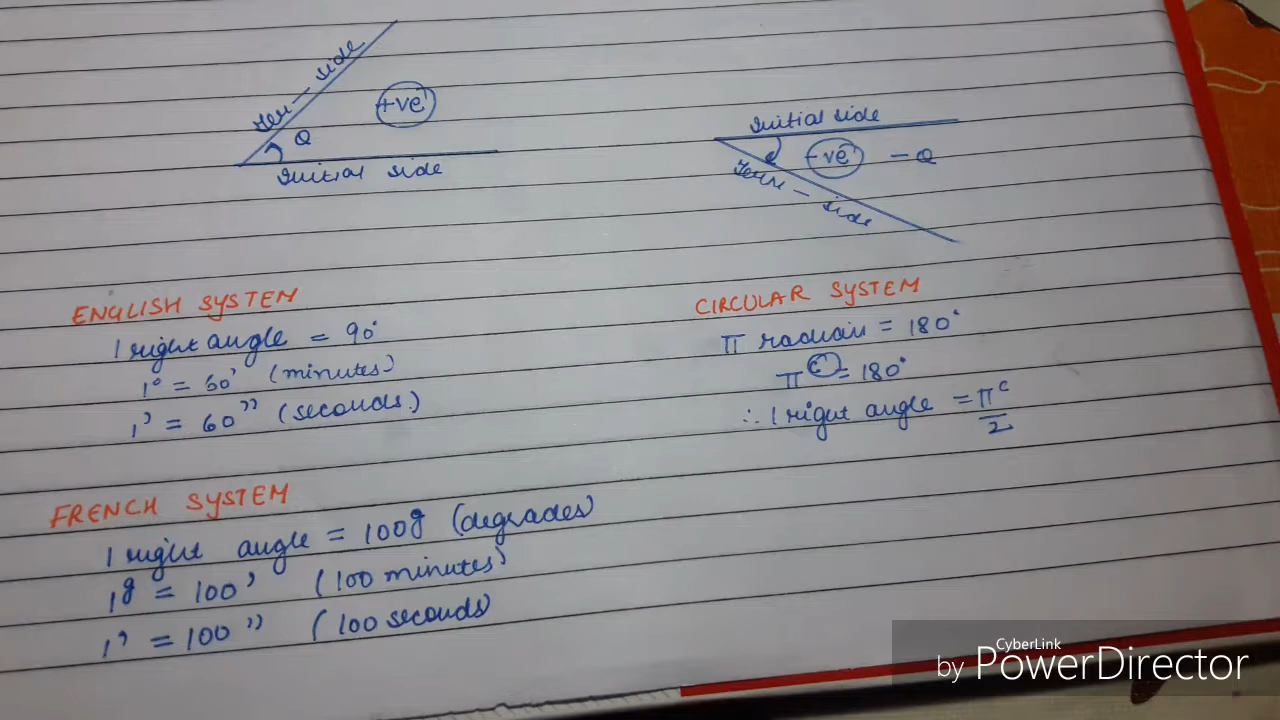 Ter - side
+ve
Q
Initial side
Initial side
-ve
- Q
Ter - side
ENGLISH SYSTEM
1 right angle = 90°
1° = 60' (minutes)
1' = 60" (seconds)
CIRCULAR SYSTEM
π radian = 180°
π c = 180°
∴ 1 right angle = π c / 2
FRENCH SYSTEM
1 right angle = 100g (degrades)
1g = 100' (100 minutes)
1' = 100" (100 seconds)
CyberLink
by PowerDirector